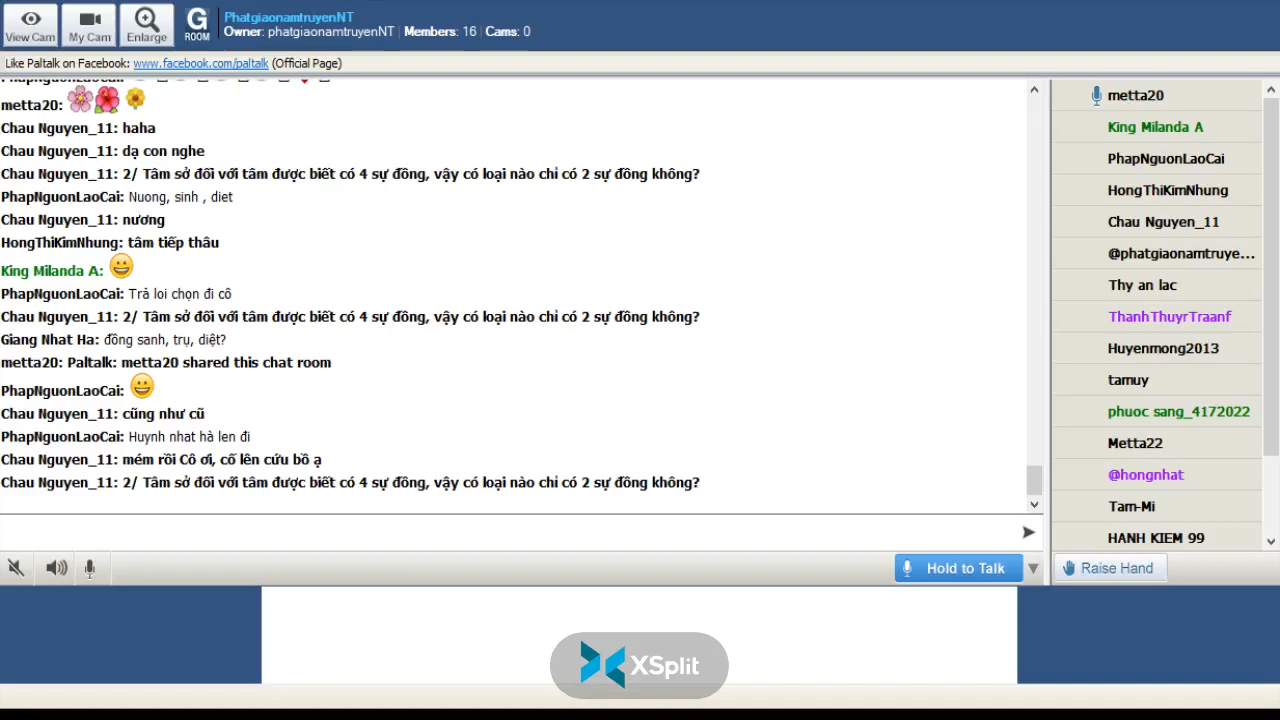 View Cam
My Cam
Enlarge
G
ROOM
PhatgiaonamtruyenNT
Owner: phatgiaonamtruyenNT | Members: 16 | Cams: 0
Like Paltalk on Facebook: www.facebook.com/paltalk (Official Page)
metta20:
Chau Nguyen_11: haha
Chau Nguyen_11: dạ con nghe
Chau Nguyen_11: 2/ Tâm sở đối với tâm được biết có 4 sự đồng, vậy có loại nào chỉ có 2 sự đồng không?
PhapNguonLaoCai: Nuong, sinh , diet
Chau Nguyen_11: nương
HongThiKimNhung: tâm tiếp thâu
King Milanda A:
PhapNguonLaoCai: Trả loi chọn đi cô
Chau Nguyen_11: 2/ Tâm sở đối với tâm được biết có 4 sự đồng, vậy có loại nào chỉ có 2 sự đồng không?
Giang Nhat Ha: đồng sanh, trụ, diệt?
metta20: Paltalk: metta20 shared this chat room
PhapNguonLaoCai:
Chau Nguyen_11: cũng như cũ
PhapNguonLaoCai: Huynh nhat hà len đi
Chau Nguyen_11: mém rồi Cô ơi, cố lên cứu bồ ạ
Chau Nguyen_11: 2/ Tâm sở đối với tâm được biết có 4 sự đồng, vậy có loại nào chỉ có 2 sự đồng không?
metta20
King Milanda A
PhapNguonLaoCai
HongThiKimNhung
Chau Nguyen_11
@phatgiaonamtruye...
Thy an lac
ThanhThuyrTraanf
Huyenmong2013
tamuy
phuoc sang_4172022
Metta22
@hongnhat
Tam-Mi
HANH KIEM 99
Hold to Talk
Raise Hand
XSplit